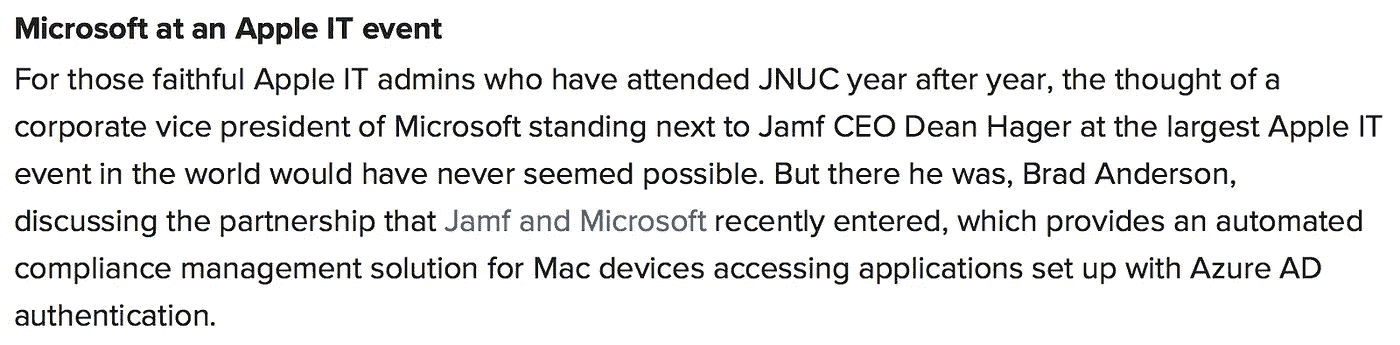 Microsoft at an Apple IT event
For those faithful Apple IT admins who have attended JNUC year after year, the thought of a
corporate vice president of Microsoft standing next to Jamf CEO Dean Hager at the largest Apple IT
event in the world would have never seemed possible. But there he was, Brad Anderson,
discussing the partnership that Jamf and Microsoft recently entered, which provides an automated
compliance management solution for Mac devices accessing applications set up with Azure AD
authentication.